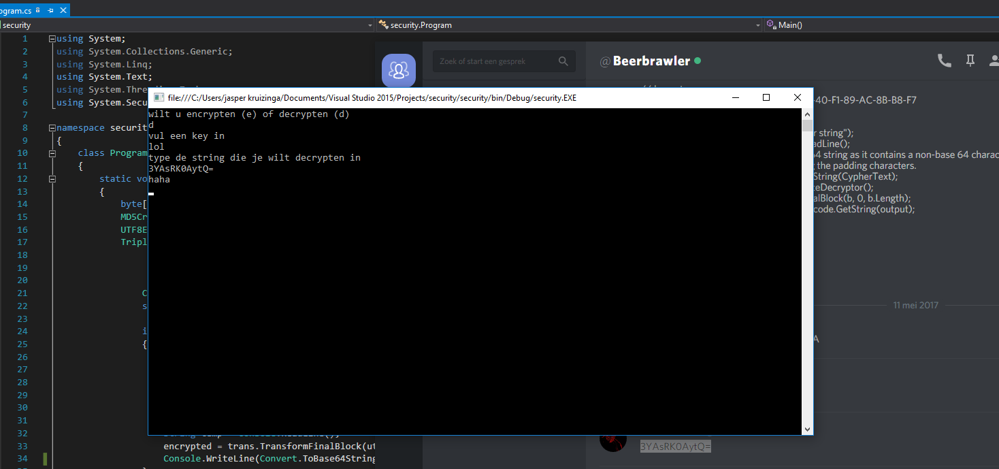 ogram.cs
security
security.Program
Main()
1 using System;
2 using System.Collections.Generic;
3 using System.Linq;
4 using System.Text;
5 using System.Thre
6 using System.Secu
7
8 namespace securit
9 {
10 class Program
11 {
12 static vo
13 {
14 byte[
15 MD5Cr
16 UTF8E
17 Tripl
18
19
20
21 C
22 s
23
24 i
25 {
26
27
28
29
30
31
32
33 encrypted = trans.TransformFinalBlock(ut
34 Console.WriteLine(Convert.ToBase64String
file:///C:/Users/jasper kruizinga/Documents/Visual Studio 2015/Projects/security/security/bin/Debug/security.EXE
wilt u encrypten (e) of decrypten (d)
d
vul een key in
lol
type de string die je wilt decrypten in
3YAsRK0AytQ=
haha
Zoek of start een gesprek
@Beerbrawler
-40-F1-89-AC-8B-B8-F7
r string");
adLine();
64 string as it contains a non-base 64 charac
g the padding characters.
String(CypherText);
teDecryptor();
alBlock(b, 0, b.Length);
code.GetString(output);
11 mei 2017
A
3YAsRK0AytQ=